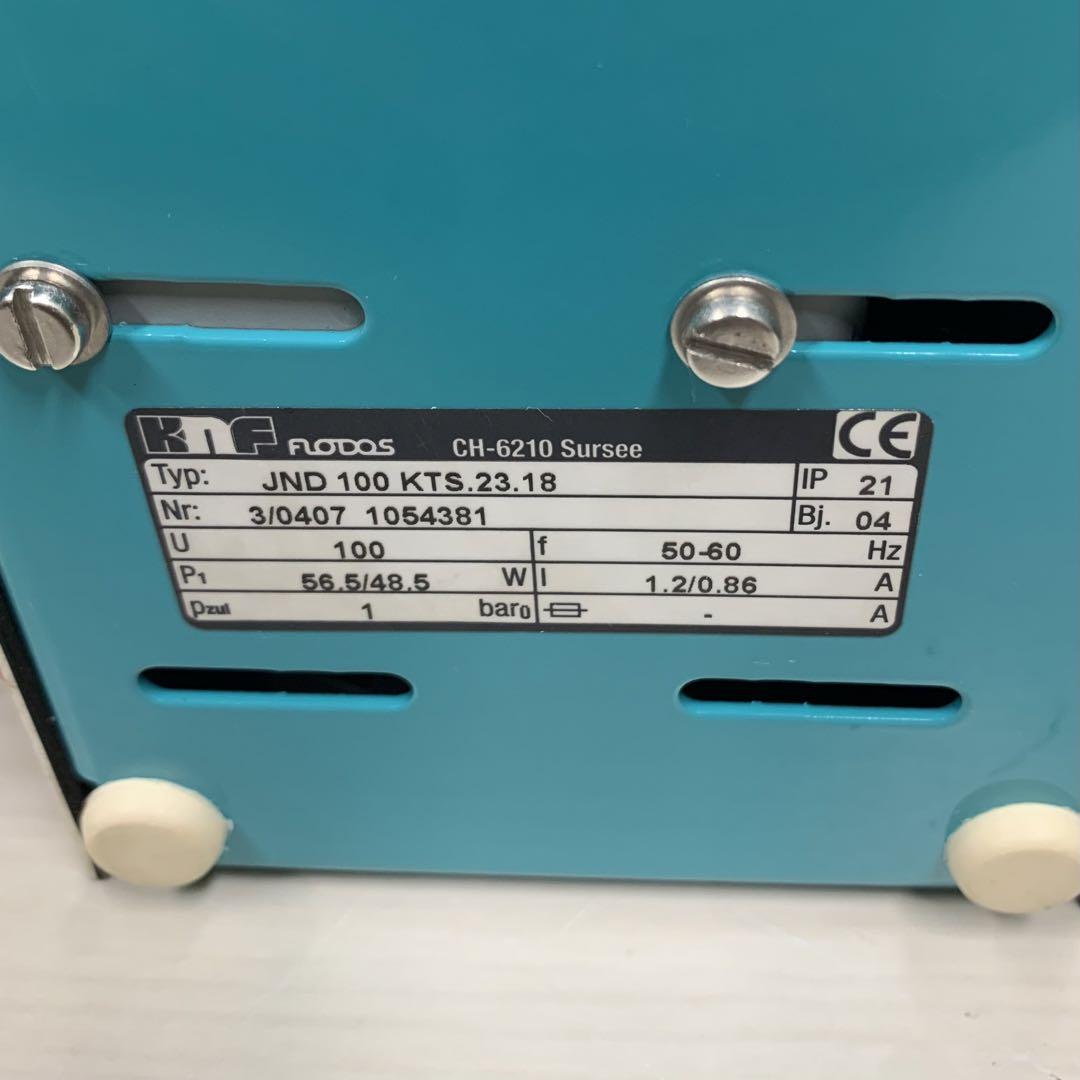 KNF FLODOS CH-6210 Sursee CE
Typ: JND 100 KTS.23.18 IP 21
Nr: 3/0407 1054381 Bj. 04
U 100 f 50-60 Hz
P1 56.5/48.5 W I 1.2/0.86 A
Pzul 1 bar0 - A